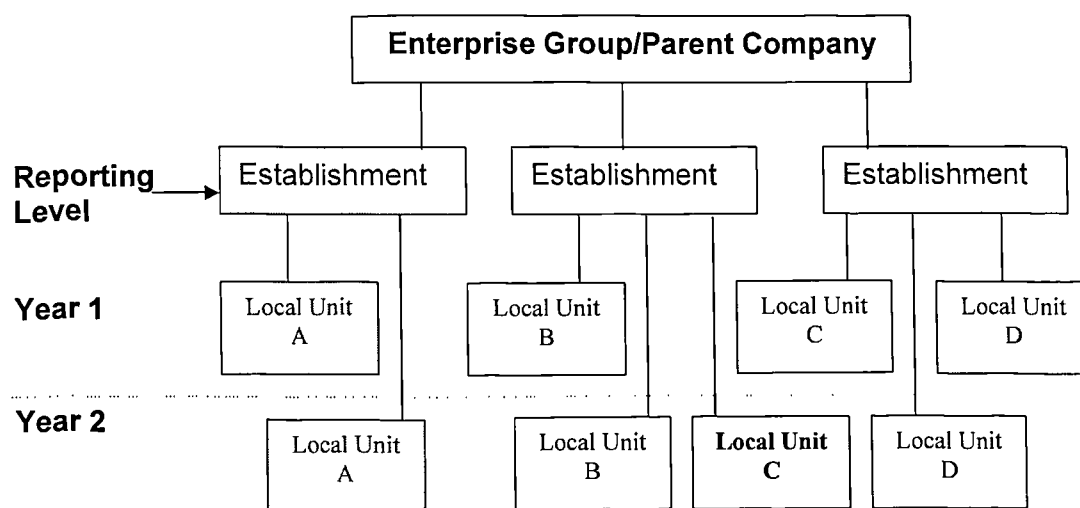 Enterprise Group/Parent Company
Establishment
Establishment
Establishment
Reporting
Level
Year 1
Local Unit
A
Local Unit
B
Local Unit
C
Local Unit
D
Year 2
Local Unit
A
Local Unit
B
Local Unit
C
Local Unit
D